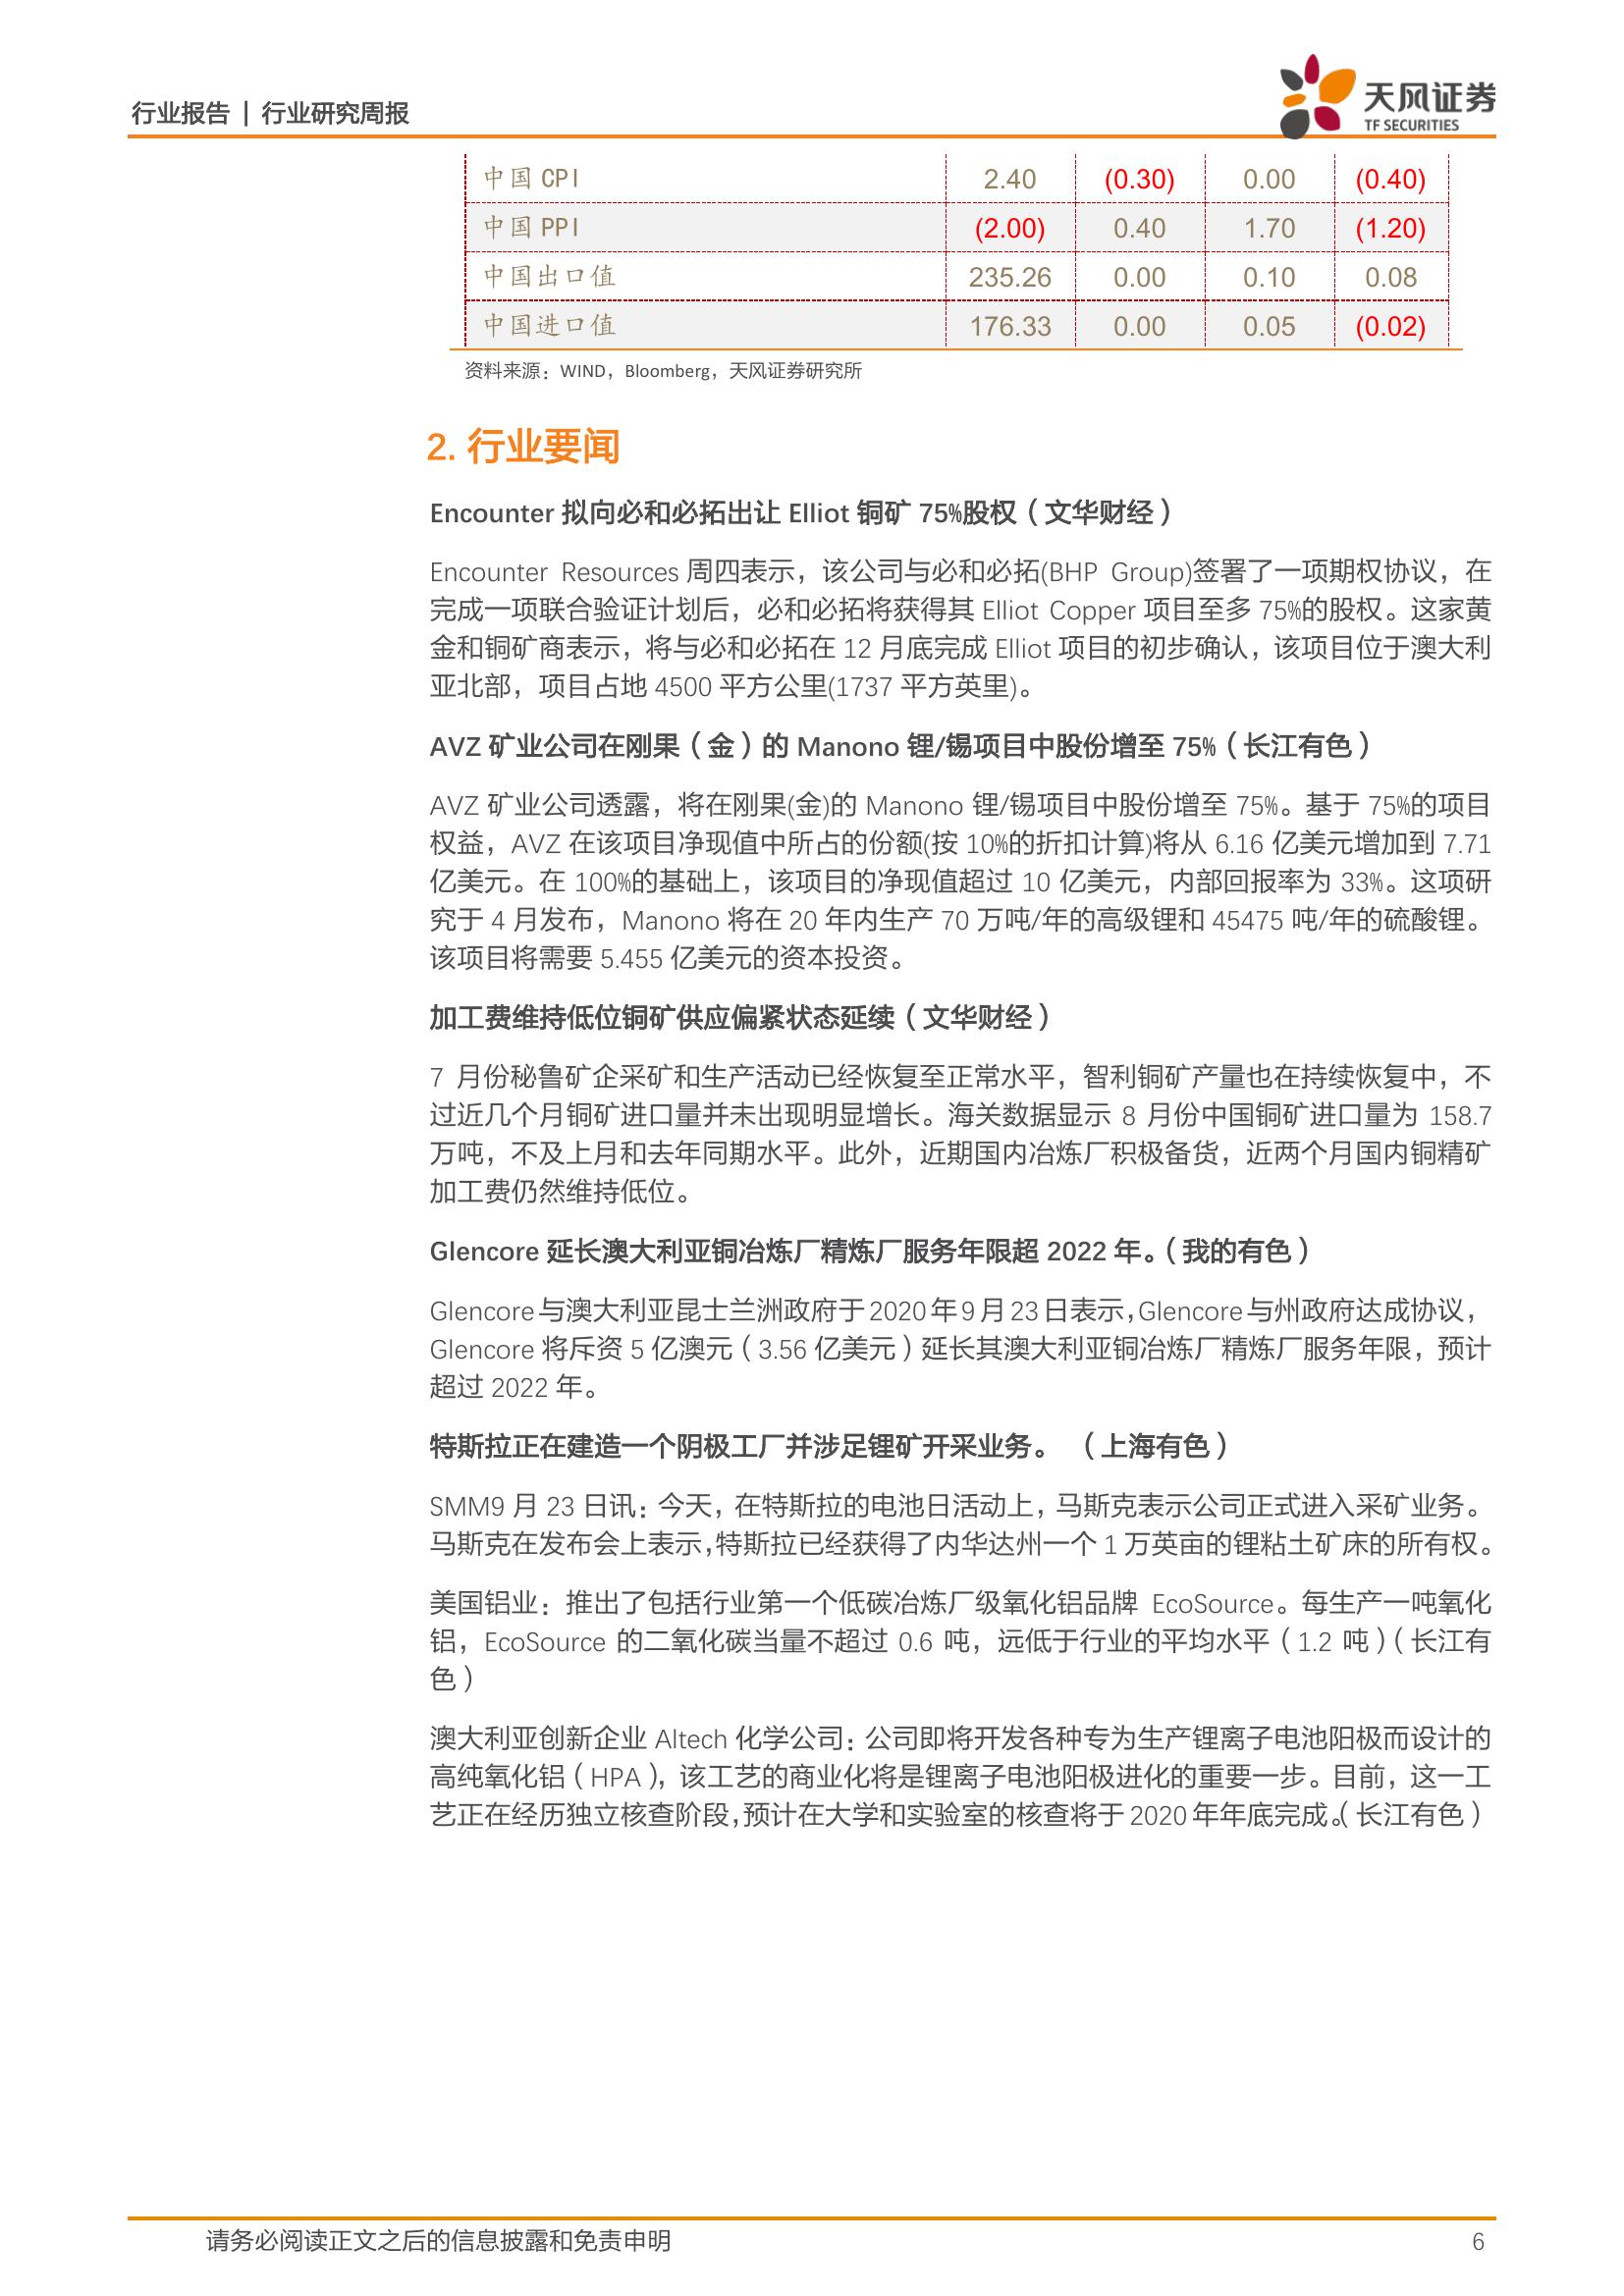 行业报告 | 行业研究周报
天风证券
TF SECURITIES
中国 CPI 2.40 (0.30) 0.00 (0.40)
中国 PPI (2.00) 0.40 1.70 (1.20)
中国出口值 235.26 0.00 0.10 0.08
中国进口值 176.33 0.00 0.05 (0.02)
资料来源：WIND，Bloomberg，天风证券研究所
2. 行业要闻
Encounter 拟向必和必拓出让 Elliot 铜矿 75%股权（文华财经）
Encounter Resources 周四表示，该公司与必和必拓(BHP Group)签署了一项期权协议，在
完成一项联合验证计划后，必和必拓将获得其 Elliot Copper 项目至多 75%的股权。这家黄
金和铜矿商表示，将与必和必拓在 12 月底完成 Elliot 项目的初步确认，该项目位于澳大利
亚北部，项目占地 4500 平方公里(1737 平方英里)。
AVZ 矿业公司在刚果（金）的 Manono 锂/锡项目中股份增至 75%（长江有色）
AVZ 矿业公司透露，将在刚果(金)的 Manono 锂/锡项目中股份增至 75%。基于 75%的项目
权益，AVZ 在该项目净现值中所占的份额(按 10%的折扣计算)将从 6.16 亿美元增加到 7.71
亿美元。在 100%的基础上，该项目的净现值超过 10 亿美元，内部回报率为 33%。这项研
究于 4 月发布，Manono 将在 20 年内生产 70 万吨/年的高级锂和 45475 吨/年的硫酸锂。
该项目将需要 5.455 亿美元的资本投资。
加工费维持低位铜矿供应偏紧状态延续（文华财经）
7 月份秘鲁矿企采矿和生产活动已经恢复至正常水平，智利铜矿产量也在持续恢复中，不
过近几个月铜矿进口量并未出现明显增长。海关数据显示 8 月份中国铜矿进口量为 158.7
万吨，不及上月和去年同期水平。此外，近期国内冶炼厂积极备货，近两个月国内铜精矿
加工费仍然维持低位。
Glencore 延长澳大利亚铜冶炼厂精炼厂服务年限超 2022 年。（我的有色）
Glencore 与澳大利亚昆士兰洲政府于 2020 年 9 月 23 日表示，Glencore 与州政府达成协议，
Glencore 将斥资 5 亿澳元（3.56 亿美元）延长其澳大利亚铜冶炼厂精炼厂服务年限，预计
超过 2022 年。
特斯拉正在建造一个阴极工厂并涉足锂矿开采业务。 （上海有色）
SMM9 月 23 日讯：今天，在特斯拉的电池日活动上，马斯克表示公司正式进入采矿业务。
马斯克在发布会上表示，特斯拉已经获得了内华达州一个 1 万英亩的锂粘土矿床的所有权。
美国铝业：推出了包括行业第一个低碳冶炼厂级氧化铝品牌 EcoSource。每生产一吨氧化
铝，EcoSource 的二氧化碳当量不超过 0.6 吨，远低于行业的平均水平（1.2 吨）（长江有
色）
澳大利亚创新企业 Altech 化学公司：公司即将开发各种专为生产锂离子电池阳极而设计的
高纯氧化铝（HPA），该工艺的商业化将是锂离子电池阳极进化的重要一步。目前，这一工
艺正在经历独立核查阶段，预计在大学和实验室的核查将于 2020 年年底完成。（长江有色）
请务必阅读正文之后的信息披露和免责申明 6